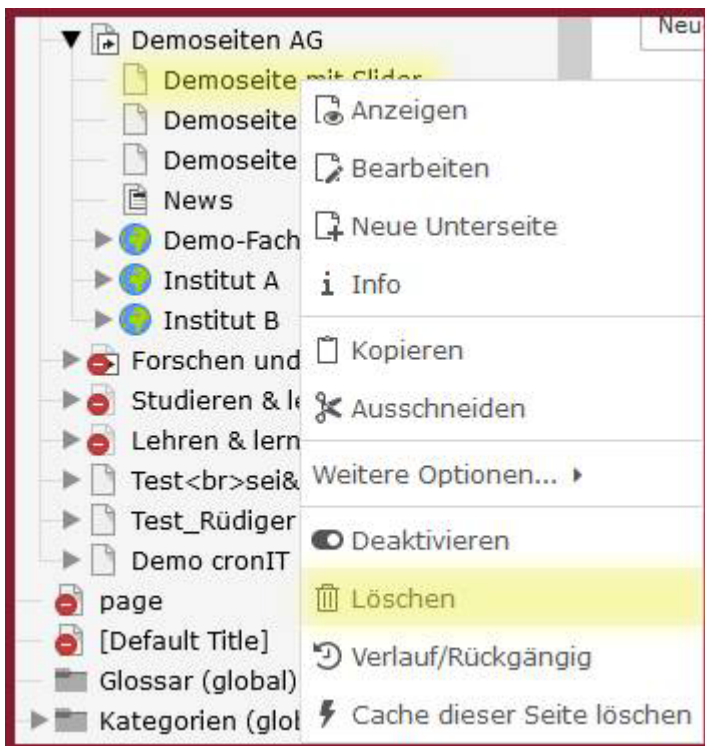 Neu
Demoseiten AG
Demoseite mit Slider
Demoseite
Demoseite
News
Demo-Fach
Institut A
Institut B
Forschen und
Studieren & le
Lehren & lern
Test<br>sei&
Test_Rüdiger
Demo cronIT
page
[Default Title]
Glossar (global)
Kategorien (glob
Anzeigen
Bearbeiten
Neue Unterseite
Info
Kopieren
Ausschneiden
Weitere Optionen...
Deaktivieren
Löschen
Verlauf/Rückgängig
Cache dieser Seite löschen